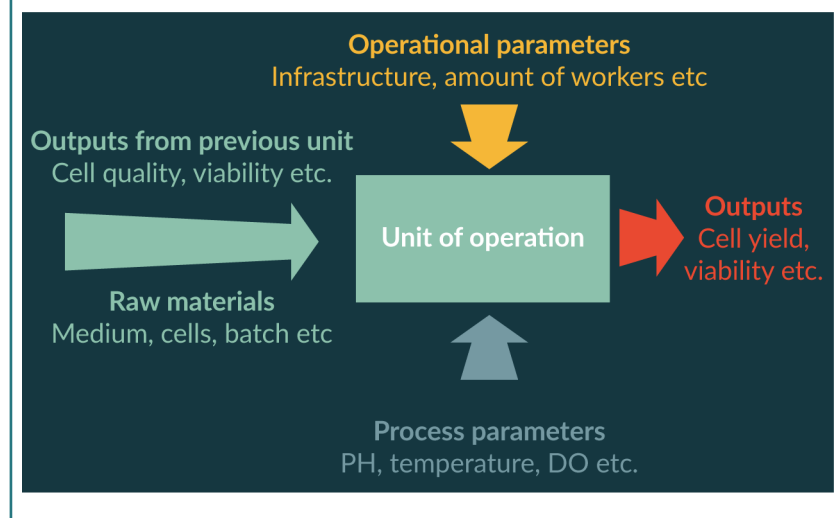 Operational parameters
Infrastructure, amount of workers etc
Outputs from previous unit
Cell quality, viability etc.
Raw materials
Medium, cells, batch etc
Unit of operation
Outputs
Cell yield,
viability etc.
Process parameters
PH, temperature, DO etc.